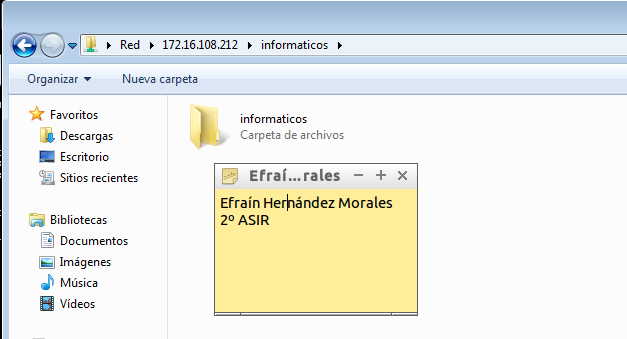 Red 172.16.108.212 informaticos
Organizar Nueva carpeta
Favoritos
Descargas
Escritorio
Sitios recientes
Bibliotecas
Documentos
Imágenes
Música
Vídeos
informaticos
Carpeta de archivos
Efraí...rales
Efraín Hernández Morales
2º ASIR